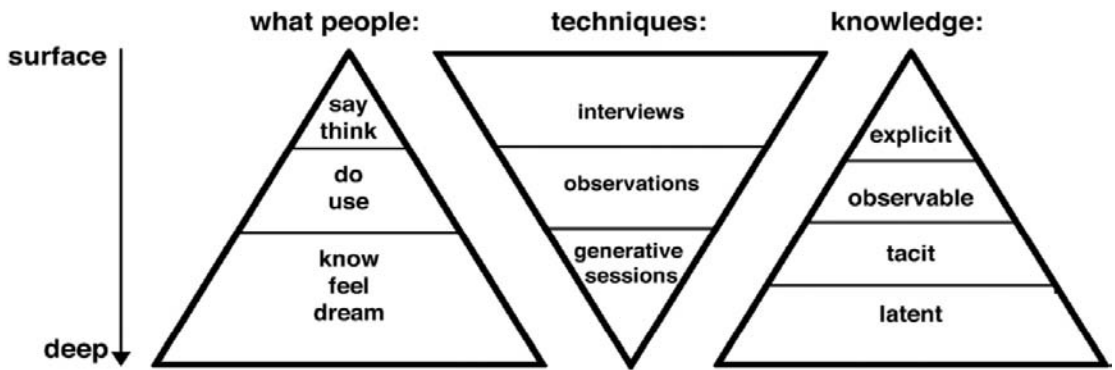 what people:
techniques:
knowledge:
surface
say
think
do
use
know
feel
dream
interviews
observations
generative
sessions
explicit
observable
tacit
latent
deep